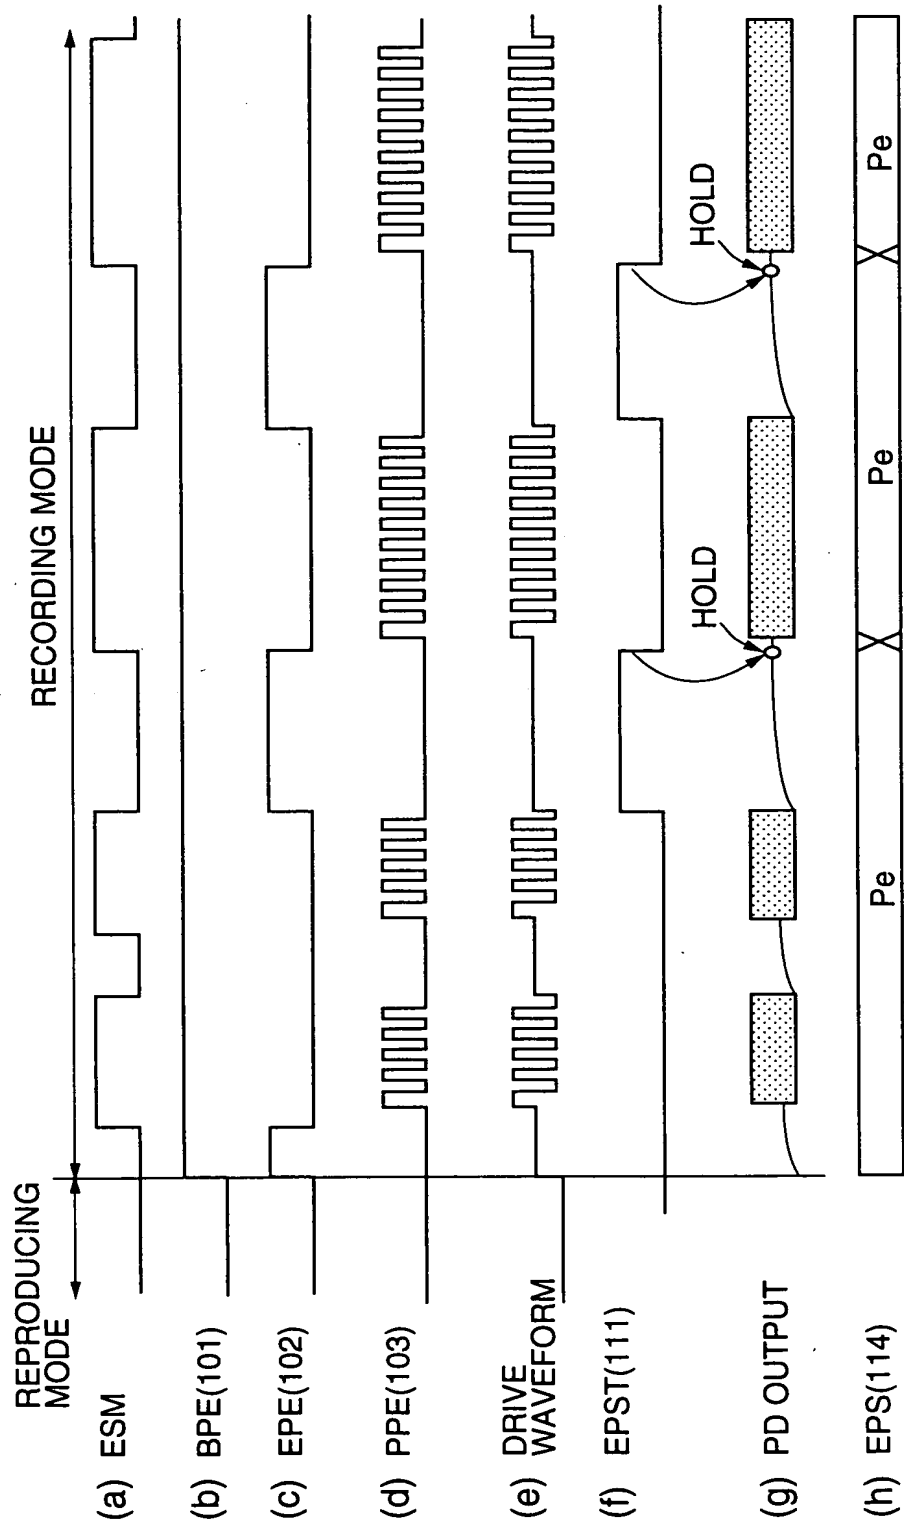 REPRODUCING
MODE
RECORDING MODE
(a) ESM
(b) BPE(101)
(c) EPE(102)
(d) PPE(103)
(e) DRIVE
WAVEFORM
(f) EPST(111)
HOLD
HOLD
(g) PD OUTPUT
(h) EPS(114)
Pe
Pe
Pe